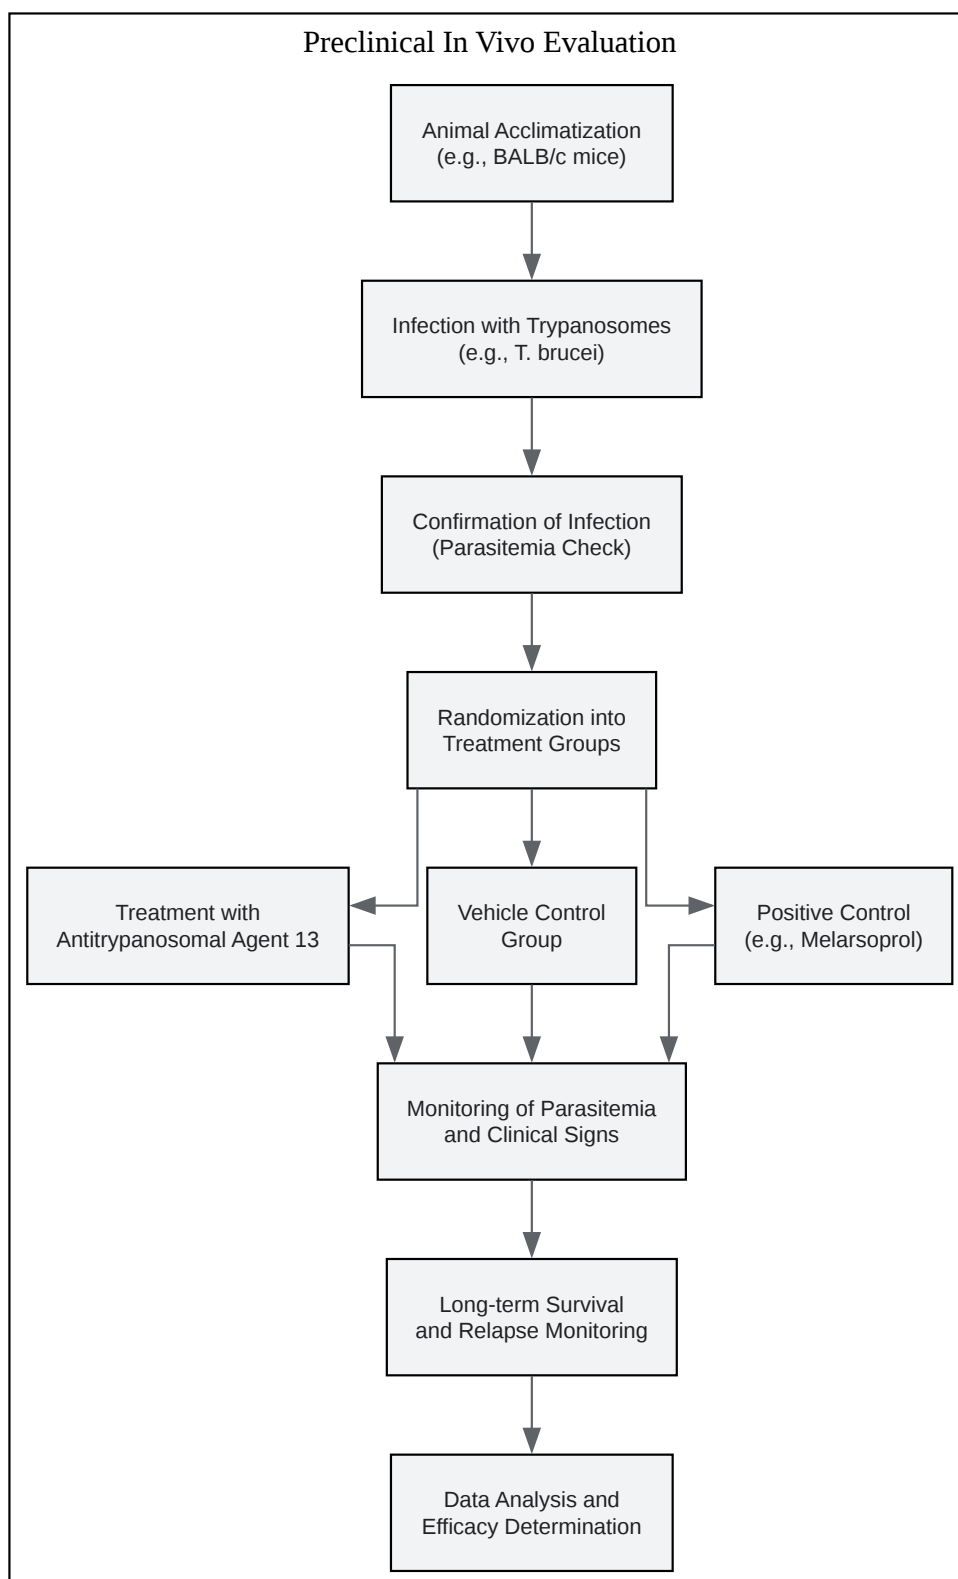 Preclinical In Vivo Evaluation
Animal Acclimatization
(e.g., BALB/c mice)
Infection with Trypanosomes
(e.g., T. brucei)
Confirmation of Infection
(Parasitemia Check)
Randomization into
Treatment Groups
Treatment with
Antitrypanosomal Agent 13
Vehicle Control
Group
Positive Control
(e.g., Melarsoprol)
Monitoring of Parasitemia
and Clinical Signs
Long-term Survival
and Relapse Monitoring
Data Analysis and
Efficacy Determination